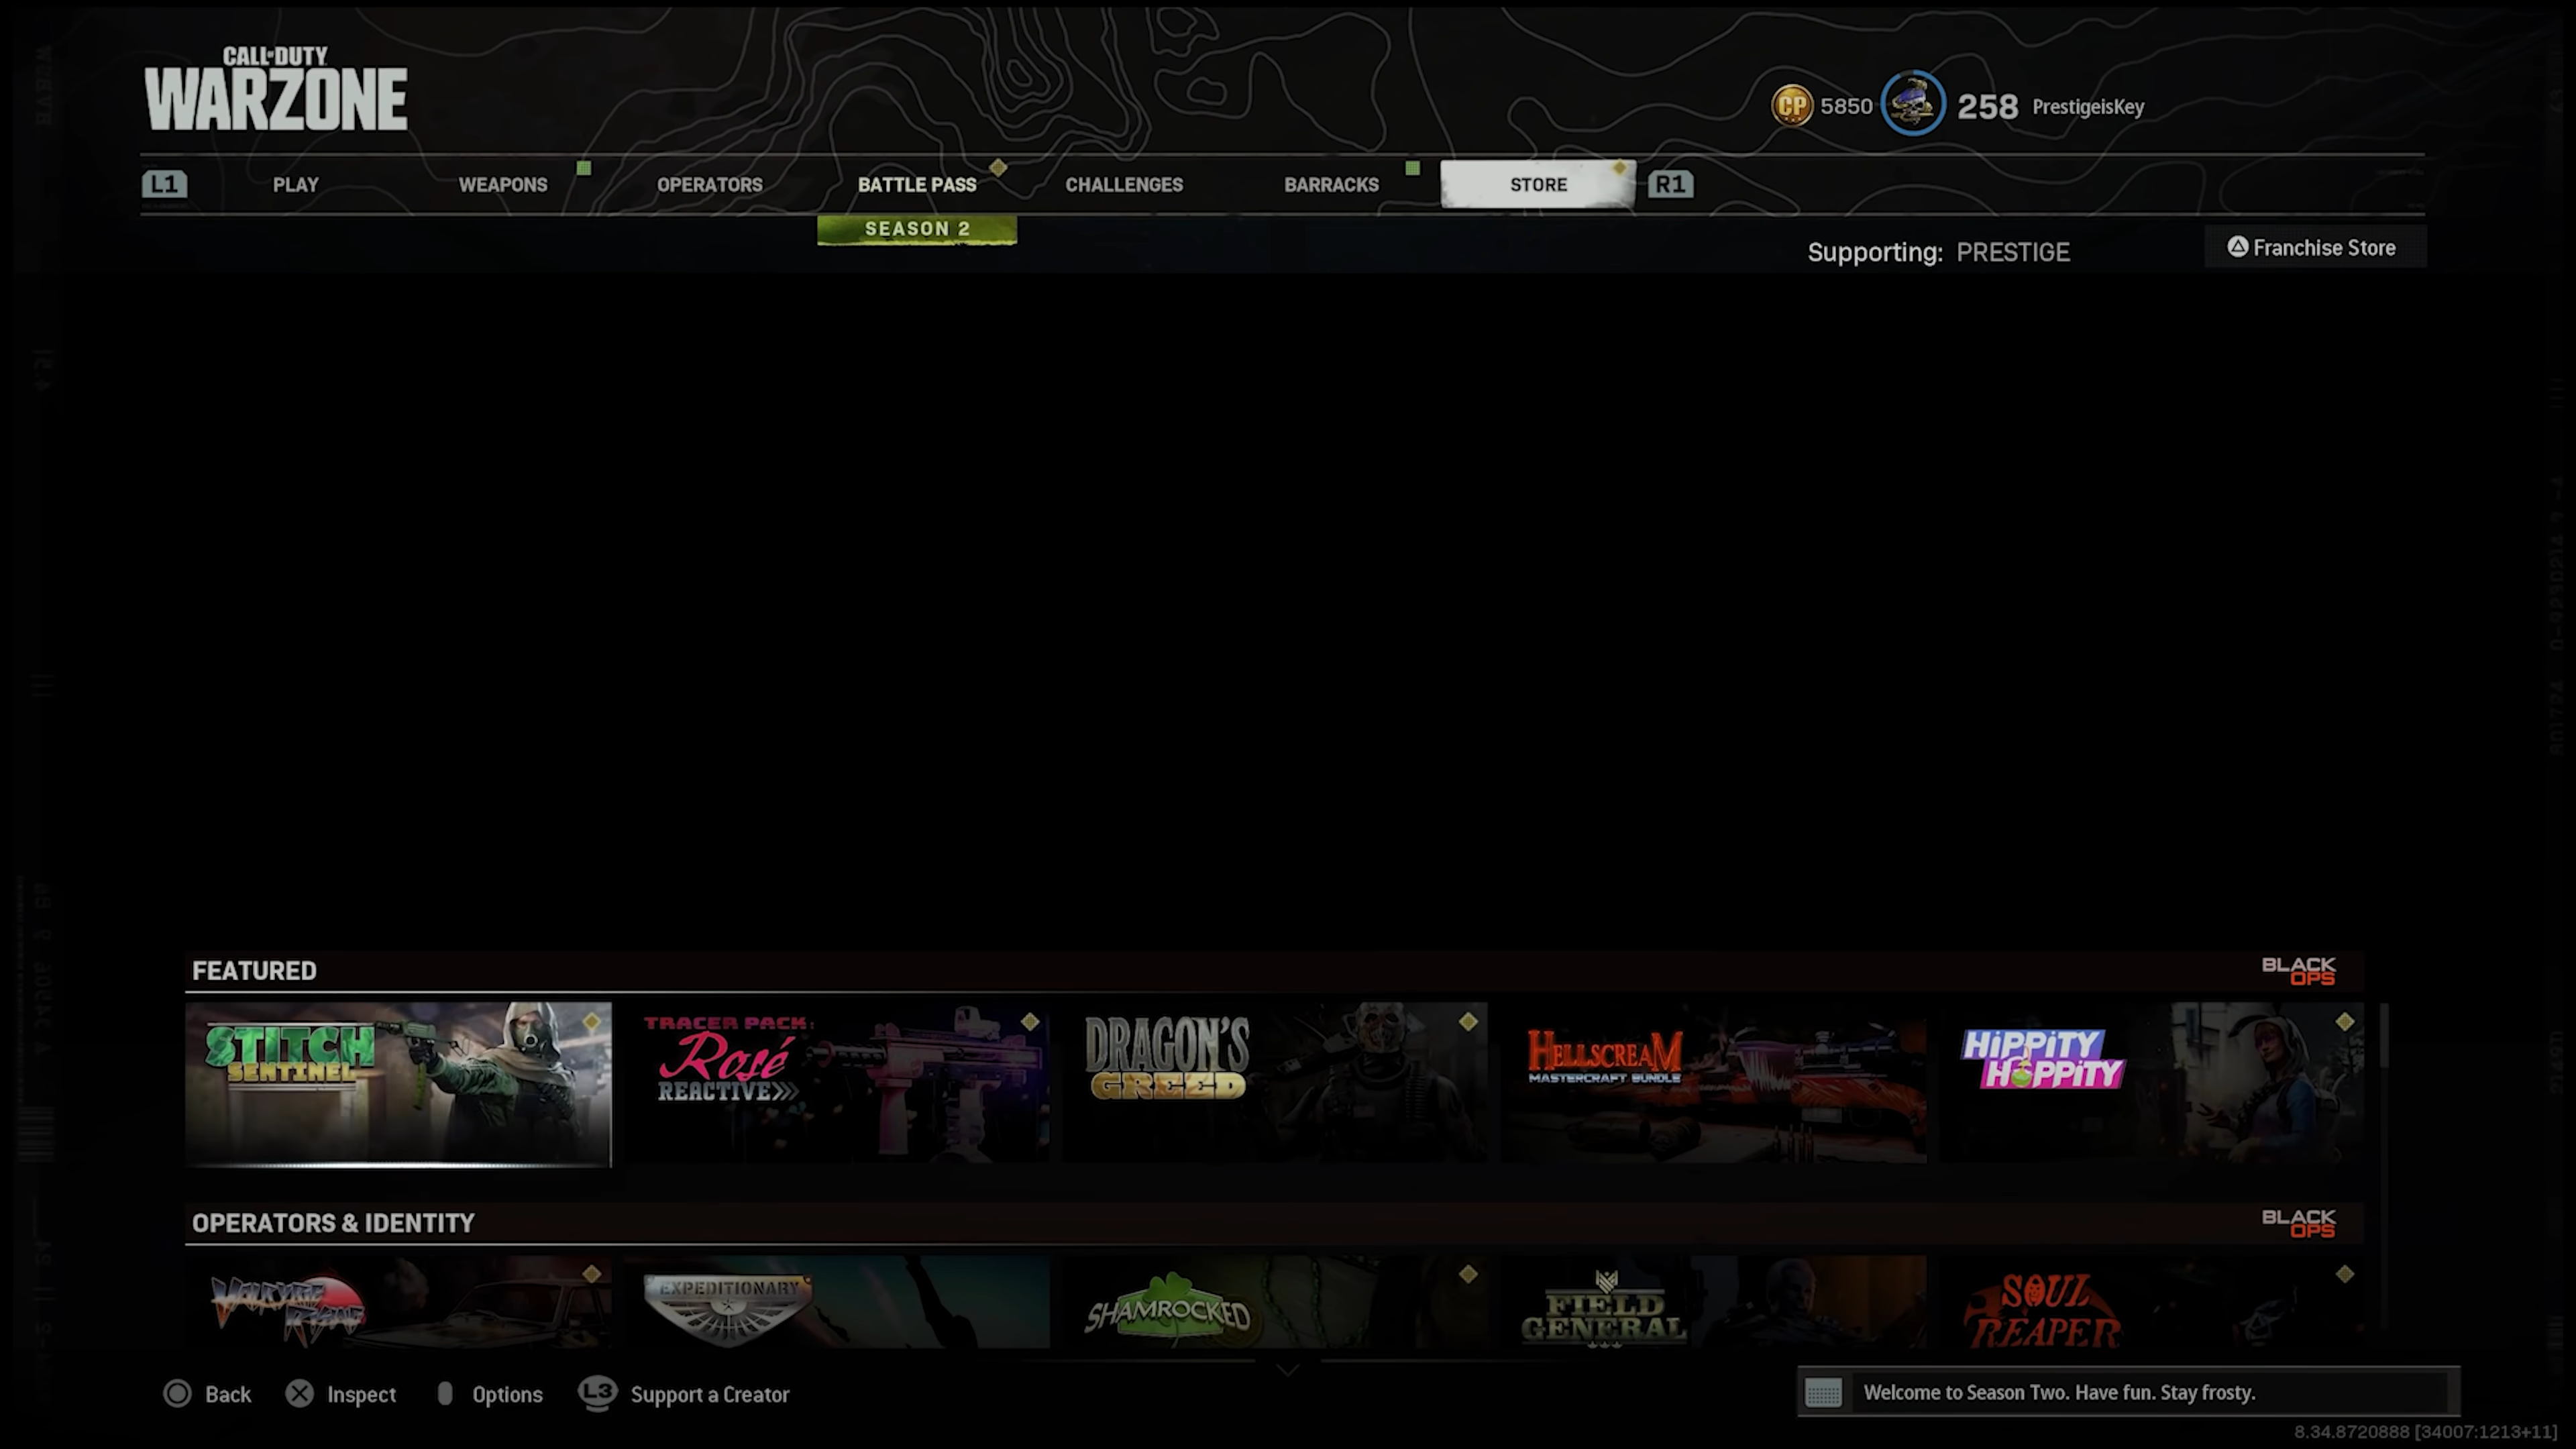 CALL OF DUTY
WARZONE
CP 5850 258 PrestigeisKey
L1 PLAY WEAPONS OPERATORS BATTLE PASS CHALLENGES BARRACKS STORE R1
SEASON 2
Supporting: PRESTIGE
Franchise Store
FEATURED
BLACK
OPS
STITCH
SENTINEL
TRACER PACK:
Rosé
REACTIVE
DRAGON'S
GREED
HELLSCREAM
MASTERCRAFT BUNDLE
HiPPiTY
HOPPiTY
OPERATORS & IDENTITY
BLACK
OPS
VALKYRIE
EXPEDITIONARY
SHAMROCKED
FIELD
GENERAL
SOUL
REAPER
Back Inspect Options L3 Support a Creator
Welcome to Season Two. Have fun. Stay frosty.
8.34.8720888 [34007:1213+11]